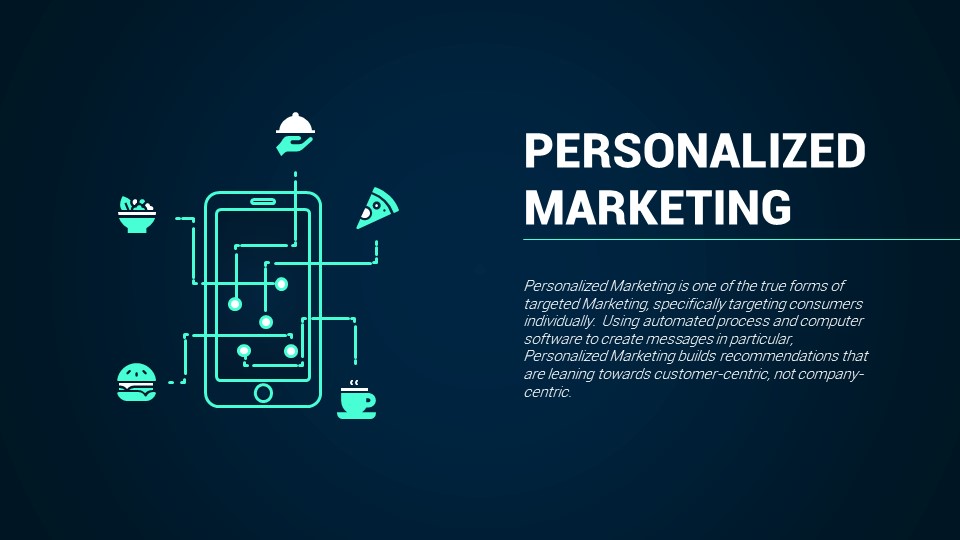 PERSONALIZED
MARKETING
Personalized Marketing is one of the true forms of
targeted Marketing, specifically targeting consumers
individually.  Using automated process and computer
software to create messages in particular,
Personalized Marketing builds recommendations that
are leaning towards customer-centric, not company-
centric.